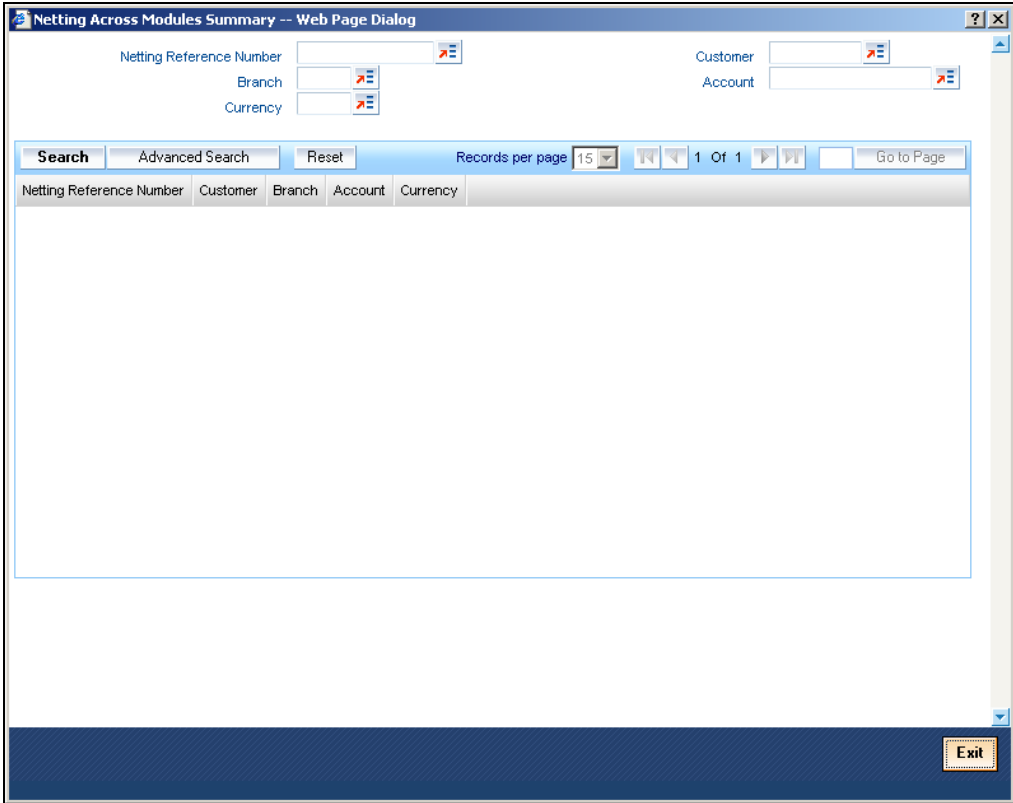 Netting Across Modules Summary -- Web Page Dialog
Netting Reference Number
Customer
Branch
Account
Currency
Search Advanced Search Reset Records per page 15 1 Of 1 Go to Page
Netting Reference Number Customer Branch Account Currency
Exit